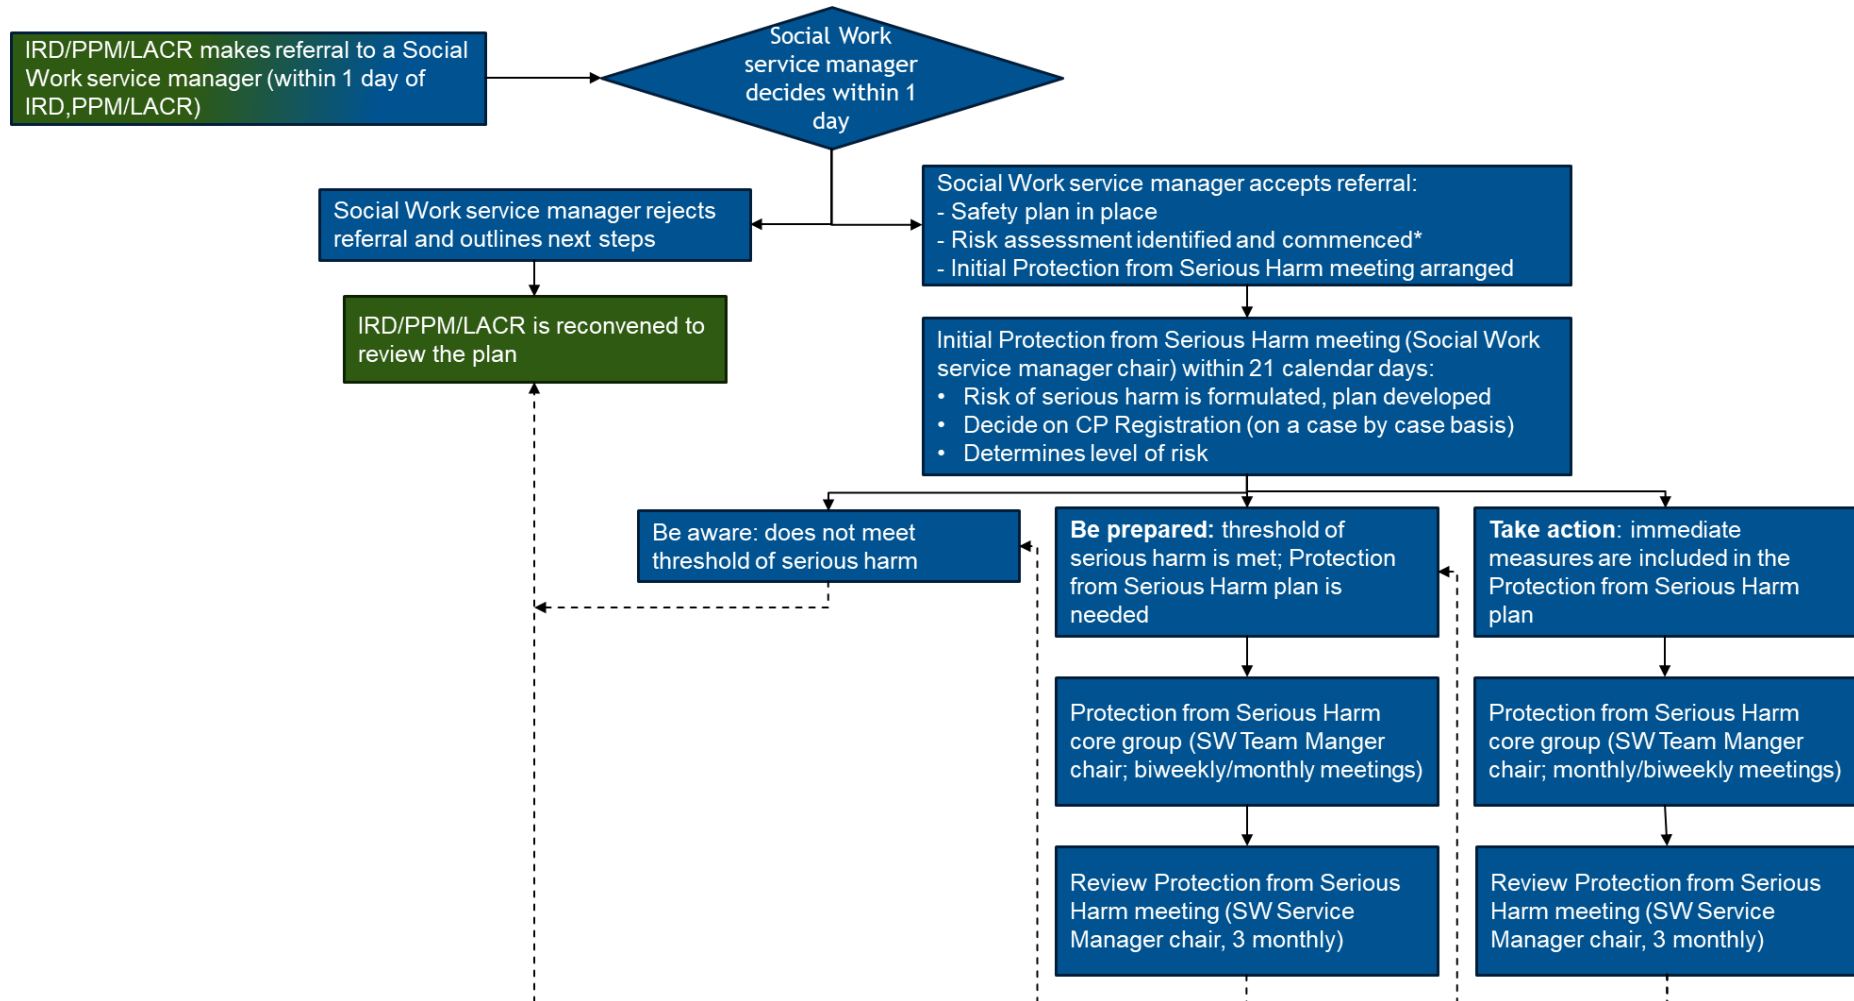 IRD/PPM/LACR makes referral to a Social
Work service manager (within 1 day of
IRD,PPM/LACR)
Social Work
service manager
decides within 1
day
Social Work service manager rejects
referral and outlines next steps
Social Work service manager accepts referral:
- Safety plan in place
- Risk assessment identified and commenced*
- Initial Protection from Serious Harm meeting arranged
IRD/PPM/LACR is reconvened to
review the plan
Initial Protection from Serious Harm meeting (Social Work
service manager chair) within 21 calendar days:
• Risk of serious harm is formulated, plan developed
• Decide on CP Registration (on a case by case basis)
• Determines level of risk
Be aware: does not meet
threshold of serious harm
Be prepared: threshold of
serious harm is met; Protection
from Serious Harm plan is
needed
Take action: immediate
measures are included in the
Protection from Serious Harm
plan
Protection from Serious Harm
core group (SW Team Manger
chair; biweekly/monthly meetings)
Protection from Serious Harm
core group (SW Team Manger
chair; monthly/biweekly meetings)
Review Protection from Serious
Harm meeting (SW Service
Manager chair, 3 monthly)
Review Protection from Serious
Harm meeting (SW Service
Manager chair, 3 monthly)